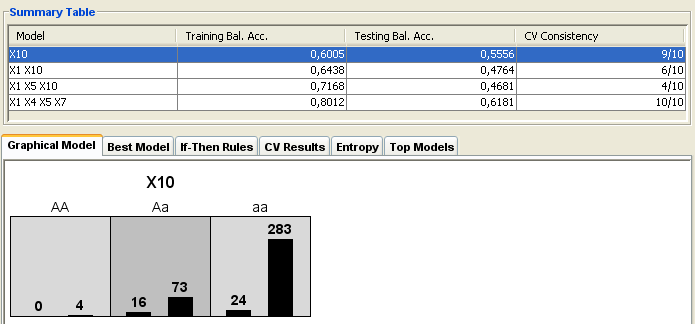 Summary Table
Model Training Bal. Acc. Testing Bal. Acc. CV Consistency
X10 0,6005 0,5556 9/10
X1 X10 0,6438 0,4764 6/10
X1 X5 X10 0,7168 0,4681 4/10
X1 X4 X5 X7 0,8012 0,6181 10/10
Graphical Model Best Model If-Then Rules CV Results Entropy Top Models
X10
AA Aa aa
0 4 16 73 24 283